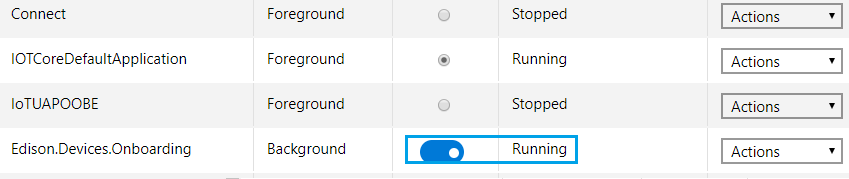 Connect Foreground Stopped Actions
IOTCoreDefaultApplication Foreground Running Actions
IoTUAPOOBE Foreground Stopped Actions
Edison.Devices.Onboarding Background Running Actions